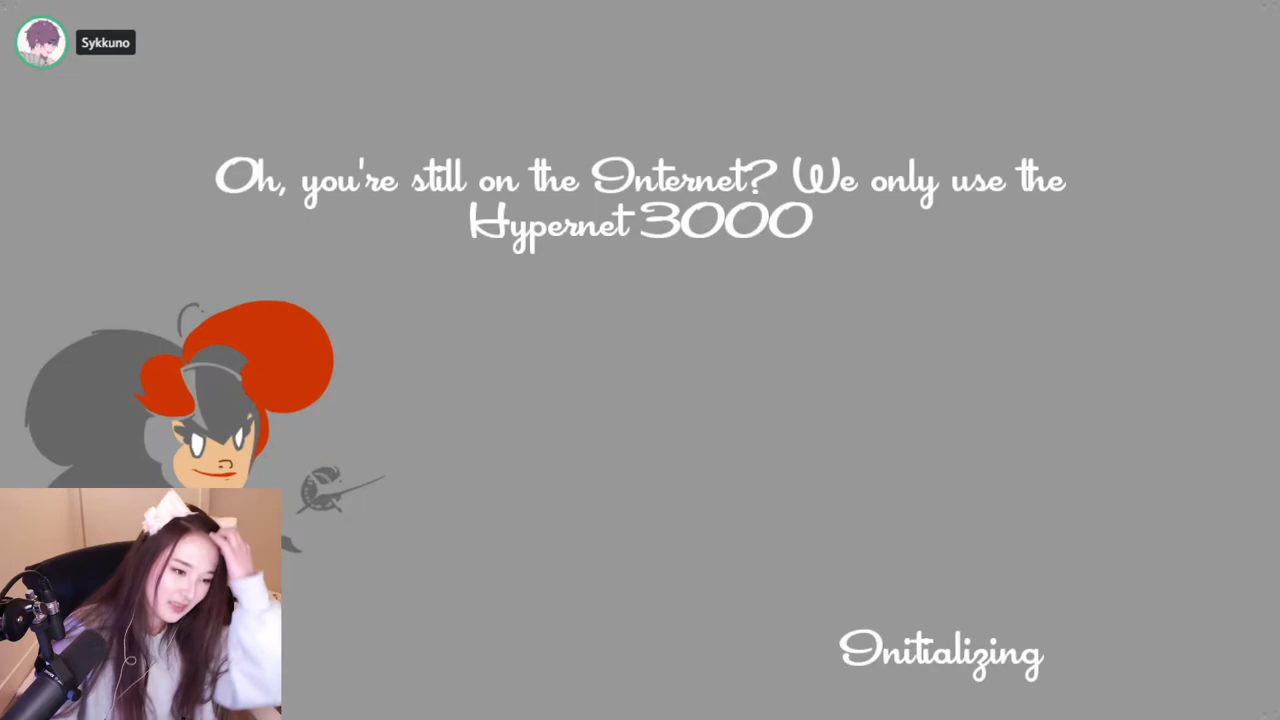 Sykkuno
Oh, you're still on the Internet? We only use the
Hypernet 3000
Initializing